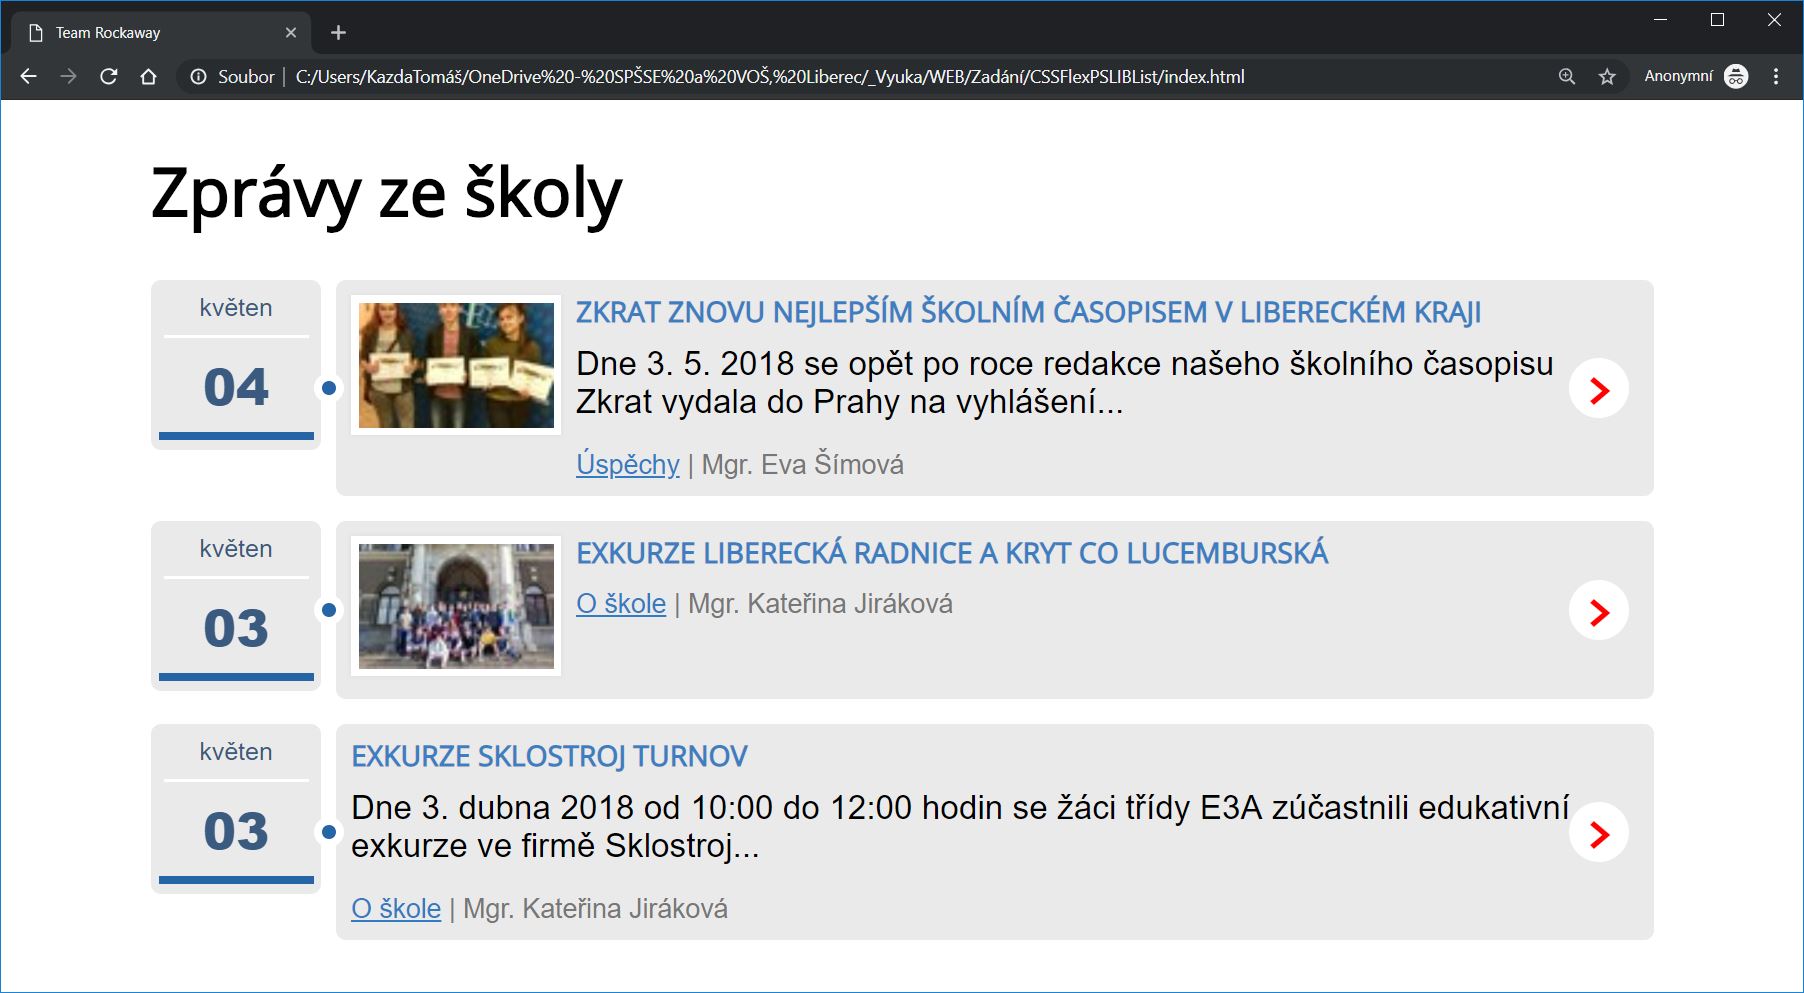 Team Rockaway
Soubor | C:/Users/KazdaTomáš/OneDrive%20-%20SPŠSE%20a%20VOŠ,%20Liberec/_Vyuka/WEB/Zadání/CSSFlexPSLIBList/index.html
Anonymní
Zprávy ze školy
květen
04
ZKRAT ZNOVU NEJLEPŠÍM ŠKOLNÍM ČASOPISEM V LIBERECKÉM KRAJI
Dne 3. 5. 2018 se opět po roce redakce našeho školního časopisu
Zkrat vydala do Prahy na vyhlášení...
Úspěchy | Mgr. Eva Šímová
květen
03
EXKURZE LIBERECKÁ RADNICE A KRYT CO LUCEMBURSKÁ
O škole | Mgr. Kateřina Jiráková
květen
03
EXKURZE SKLOSTROJ TURNOV
Dne 3. dubna 2018 od 10:00 do 12:00 hodin se žáci třídy E3A zúčastnili edukativní
exkurze ve firmě Sklostroj...
O škole | Mgr. Kateřina Jiráková